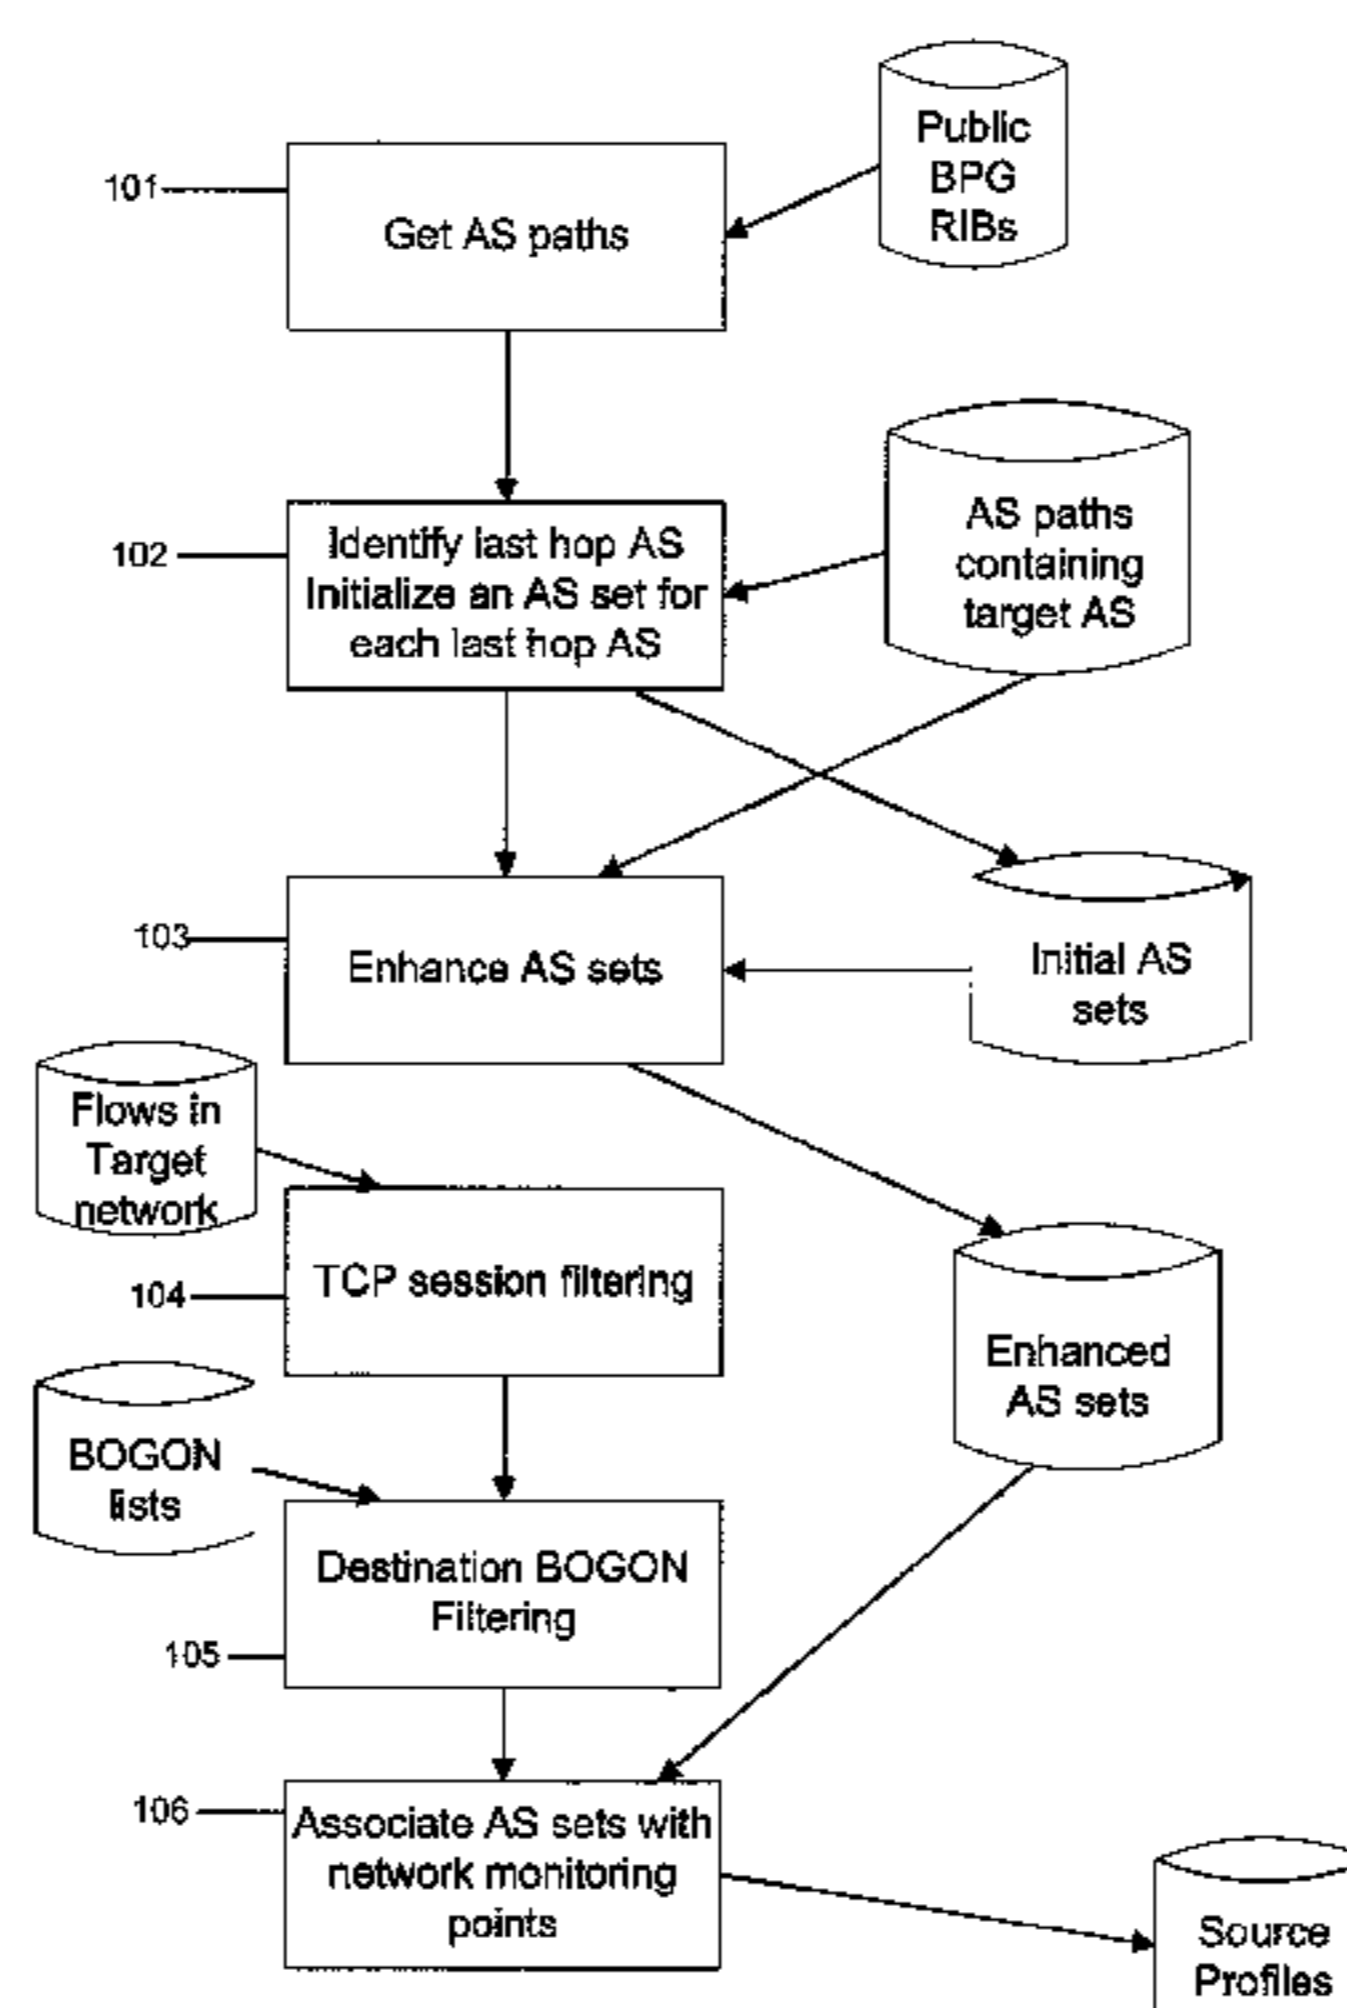 Public
BPG
RIBs
101
Get AS paths
102
Identify last hop AS
Initialize an AS set for
each last hop AS
AS paths
containing
target AS
103
Enhance AS sets
Initial AS
sets
Flows in
Target
network
104
TCP session filtering
Enhanced
AS sets
BOGON
lists
Destination BOGON
Filtering
105
106
Associate AS sets with
network monitoring
points
Source
Profiles